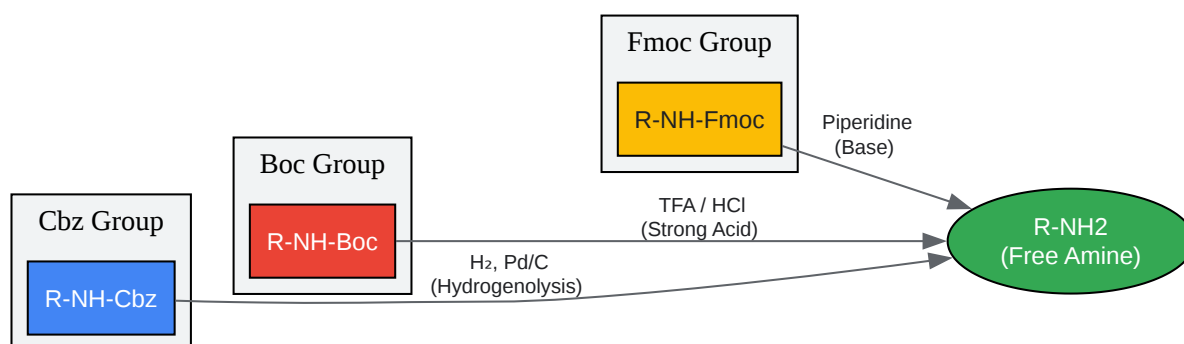 Fmoc Group
R-NH-Fmoc
Piperidine
(Base)
Boc Group
R-NH-Boc
TFA / HCl
(Strong Acid)
R-NH2
(Free Amine)
Cbz Group
R-NH-Cbz
H₂, Pd/C
(Hydrogenolysis)